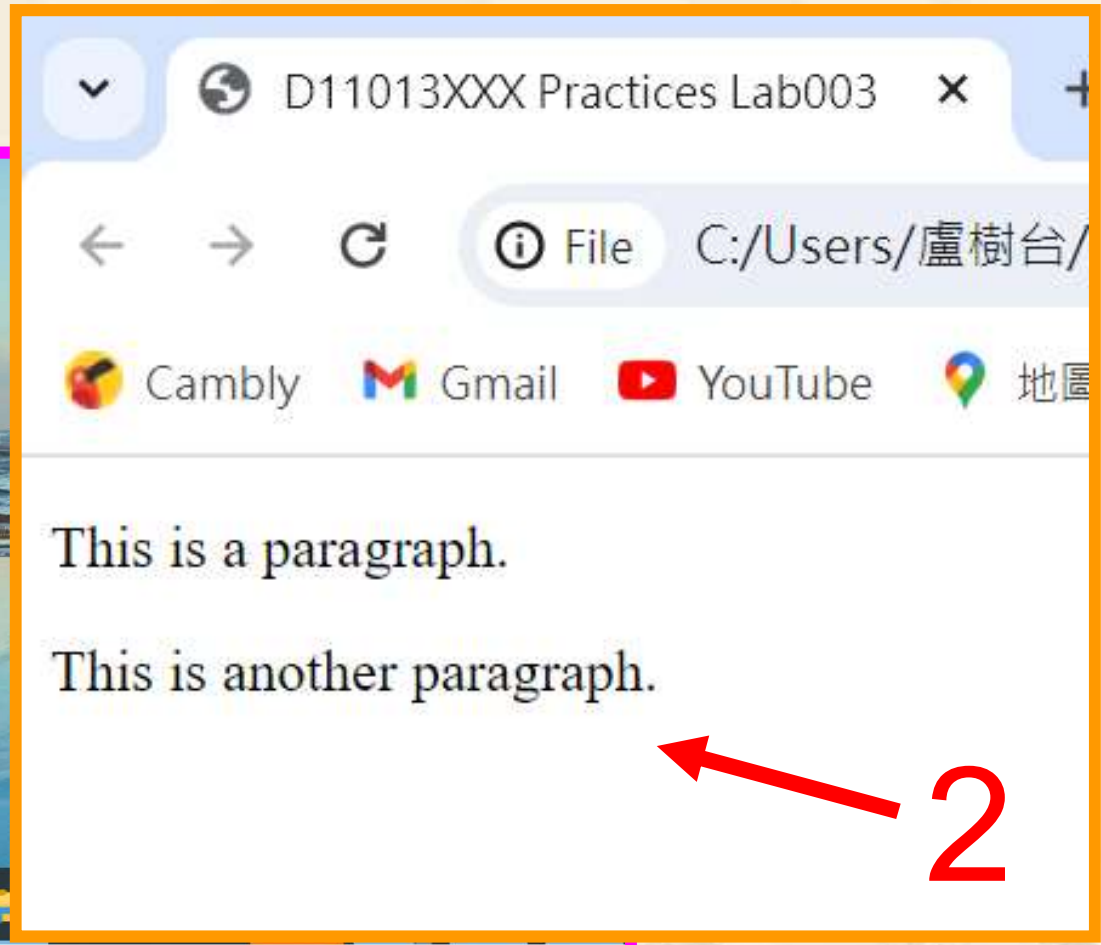 D11013XXX Practices Lab003
File C:/Users/盧樹台/
Cambly Gmail YouTube 地圖
This is a paragraph.
This is another paragraph.
2